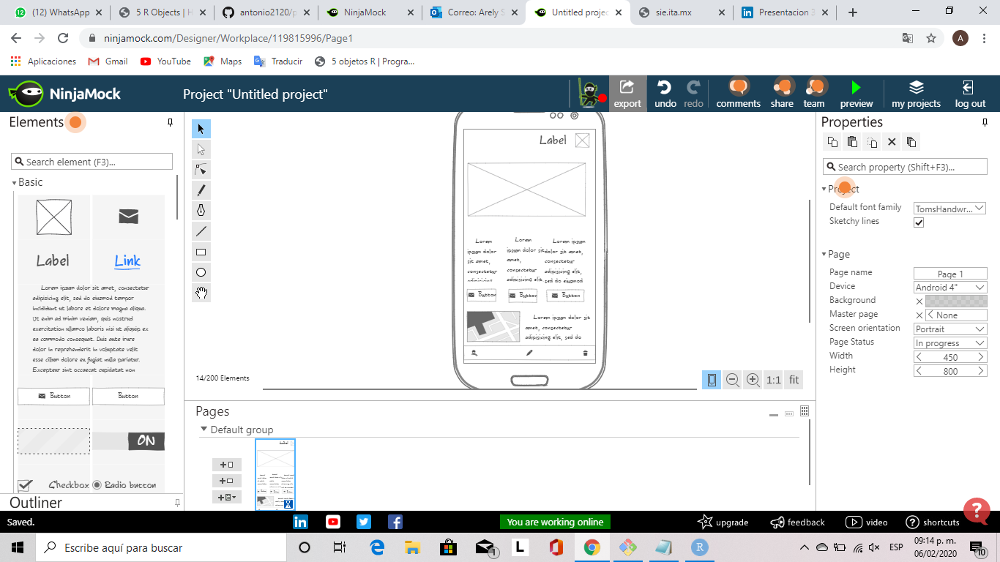 (12) WhatsApp
5 R Objects | H
antonio2120/p
NinjaMock
Correo: Arely S
Untitled projec
sie.ita.mx
Presentacion 3
ninjamock.com/Designer/Workplace/119815996/Page1
A
Aplicaciones
Gmail
YouTube
Maps
Traducir
5 objetos R | Progra...
NinjaMock
Project "Untitled project"
export
undo
redo
comments
share
team
preview
my projects
log out
Elements
Search element (F3)...
Basic
Label
Link
Lorem ipsum dolor sit amet, consectetur
adipisicing elit, sed do eiusmod tempor
incididunt ut labore et dolore magna aliqua.
Ut enim ad minim veniam, quis nostrud
exercitation ullamco laboris nisi ut aliquip ex
ea commodo consequat. Duis aute irure
dolor in reprehenderit in voluptate velit
esse cillum dolore eu fugiat nulla pariatur.
Excepteur sint occaecat cupidatat non
Button
Button
ON
Checkbox
Radio button
Outliner
Label
Lorem
ipsum dolor
sit amet,
consectetur
adipisicing
Lorem
ipsum dolor sit
amet,
consectetur
adipisicing elit
Lorem ipsum
dolor sit amet,
consectetur
adipisicing elit,
sed do eiusmod
Button
Button
Button
Lorem ipsum dolor sit
amet, consectetur
adipisicing elit, sed do
14/200 Elements
1:1
fit
Pages
Default group
Label
Properties
Search property (Shift+F3)...
Project
Default font family
TomsHandwr...
Sketchy lines
Page
Page name
Page 1
Device
Android 4"
Background
Master page
None
Screen orientation
Portrait
Page Status
In progress
Width
450
Height
800
Saved.
You are working online
upgrade
feedback
video
shortcuts
Escribe aquí para buscar
1
L
R
ESP
09:14 p. m.
06/02/2020
10